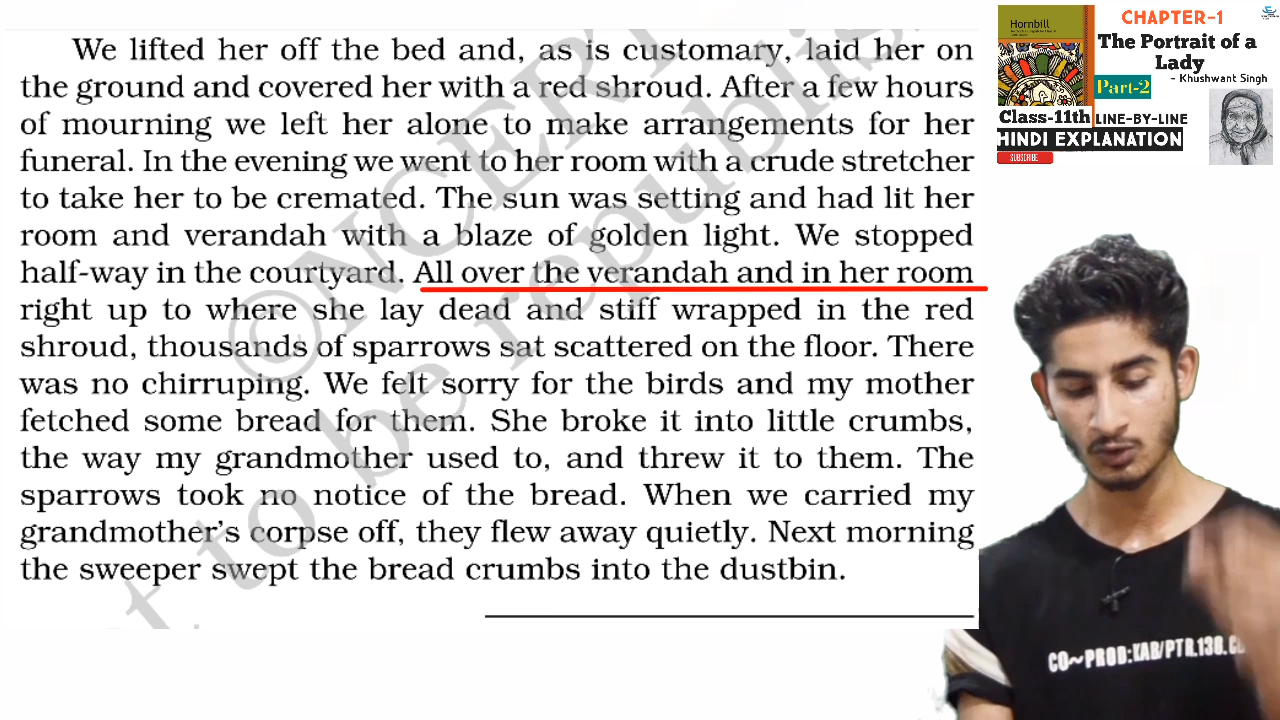 We lifted her off the bed and, as is customary, laid her on
the ground and covered her with a red shroud. After a few hours
of mourning we left her alone to make arrangements for her
funeral. In the evening we went to her room with a crude stretcher
to take her to be cremated. The sun was setting and had lit her
room and verandah with a blaze of golden light. We stopped
half-way in the courtyard. All over the verandah and in her room
right up to where she lay dead and stiff wrapped in the red
shroud, thousands of sparrows sat scattered on the floor. There
was no chirruping. We felt sorry for the birds and my mother
fetched some bread for them. She broke it into little crumbs,
the way my grandmother used to, and threw it to them. The
sparrows took no notice of the bread. When we carried my
grandmother's corpse off, they flew away quietly. Next morning
the sweeper swept the bread crumbs into the dustbin.
©NCERT
t to be republis
Hornbill
CHAPTER-1
The Portrait of a
Lady
- Khushwant Singh
Part-2
Class-11th LINE-BY-LINE
HINDI EXPLANATION
SUBSCRIBE
CO~PROD:KAB/PTR.130.C